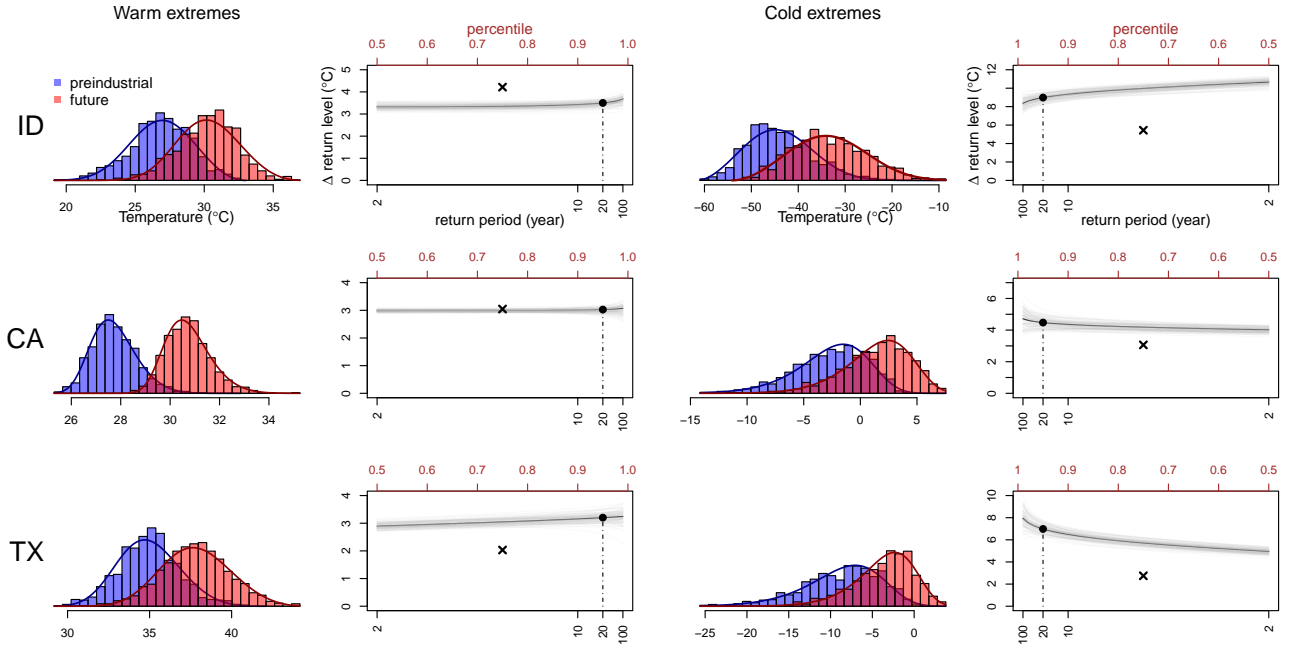 Warm extremes
Cold extremes
percentile
0.5 0.6 0.7 0.8 0.9 1.0
percentile
1 0.9 0.8 0.7 0.6 0.5
ID
preindustrial
future
20 25 30 35
Temperature (°C)
Δ return level (°C)
0 1 2 3 4 5
2 10 20 100
return period (year)
−60 −50 −40 −30 −20 −10
Temperature (°C)
Δ return level (°C)
0 2 4 6 8 12
100 20 10 2
return period (year)
CA
26 28 30 32 34
0.5 0.6 0.7 0.8 0.9 1.0
0 1 2 3 4
2 10 20 100
−15 −10 −5 0 5
1 0.9 0.8 0.7 0.6 0.5
0 2 4 6
100 20 10 2
TX
30 35 40
0.5 0.6 0.7 0.8 0.9 1.0
0 1 2 3 4
2 10 20 100
−25 −20 −15 −10 −5 0
1 0.9 0.8 0.7 0.6 0.5
0 2 4 6 8 10
100 20 10 2